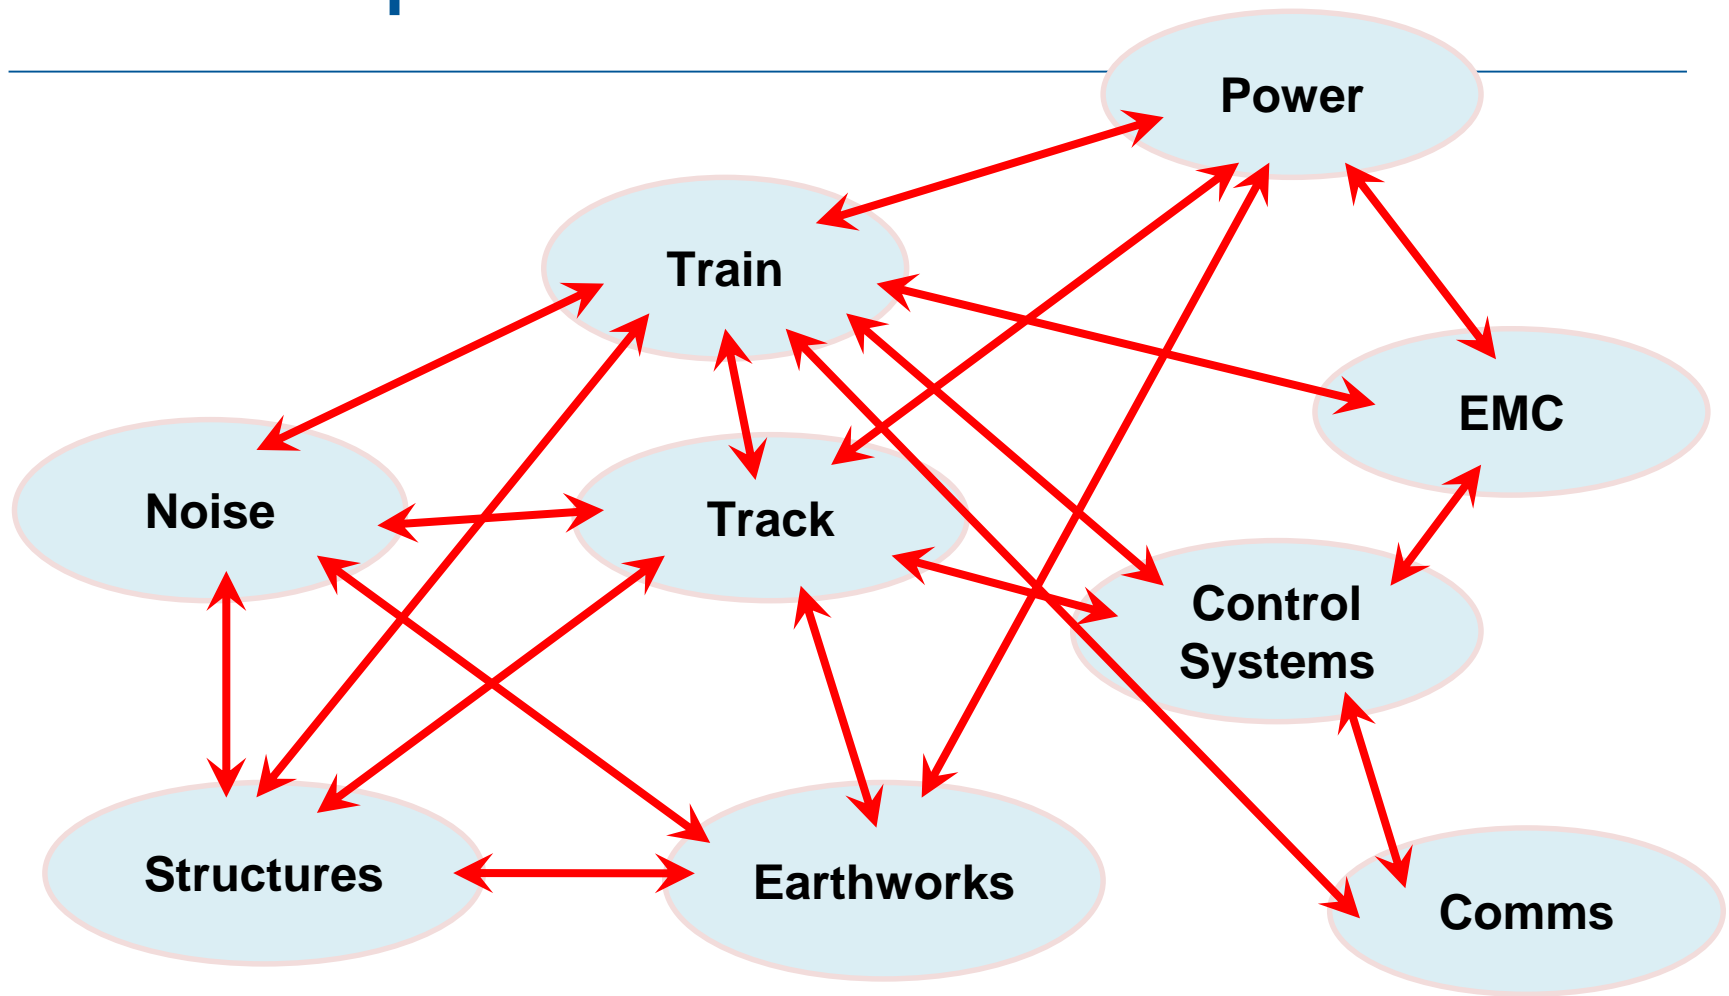 Power
Train
EMC
Noise
Track
Control
Systems
Structures
Earthworks
Comms